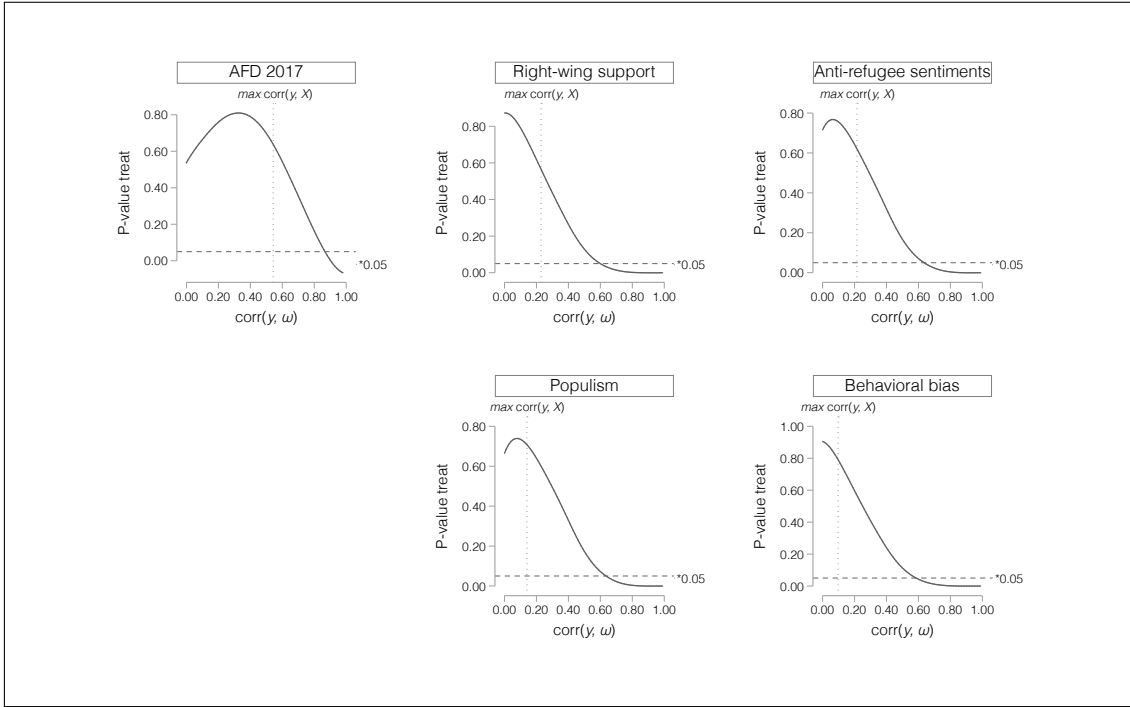 AFD 2017
max corr(y, X)
P-value treat
0.80
0.60
0.40
0.20
0.00
*0.05
0.00 0.20 0.40 0.60 0.80 1.00
corr(y, ω)
Right-wing support
max corr(y, X)
P-value treat
0.80
0.60
0.40
0.20
0.00
*0.05
0.00 0.20 0.40 0.60 0.80 1.00
corr(y, ω)
Anti-refugee sentiments
max corr(y, X)
P-value treat
0.80
0.60
0.40
0.20
0.00
*0.05
0.00 0.20 0.40 0.60 0.80 1.00
corr(y, ω)
Populism
max corr(y, X)
P-value treat
0.80
0.60
0.40
0.20
0.00
*0.05
0.00 0.20 0.40 0.60 0.80 1.00
corr(y, ω)
Behavioral bias
max corr(y, X)
P-value treat
1.00
0.80
0.60
0.40
0.20
0.00
*0.05
0.00 0.20 0.40 0.60 0.80 1.00
corr(y, ω)